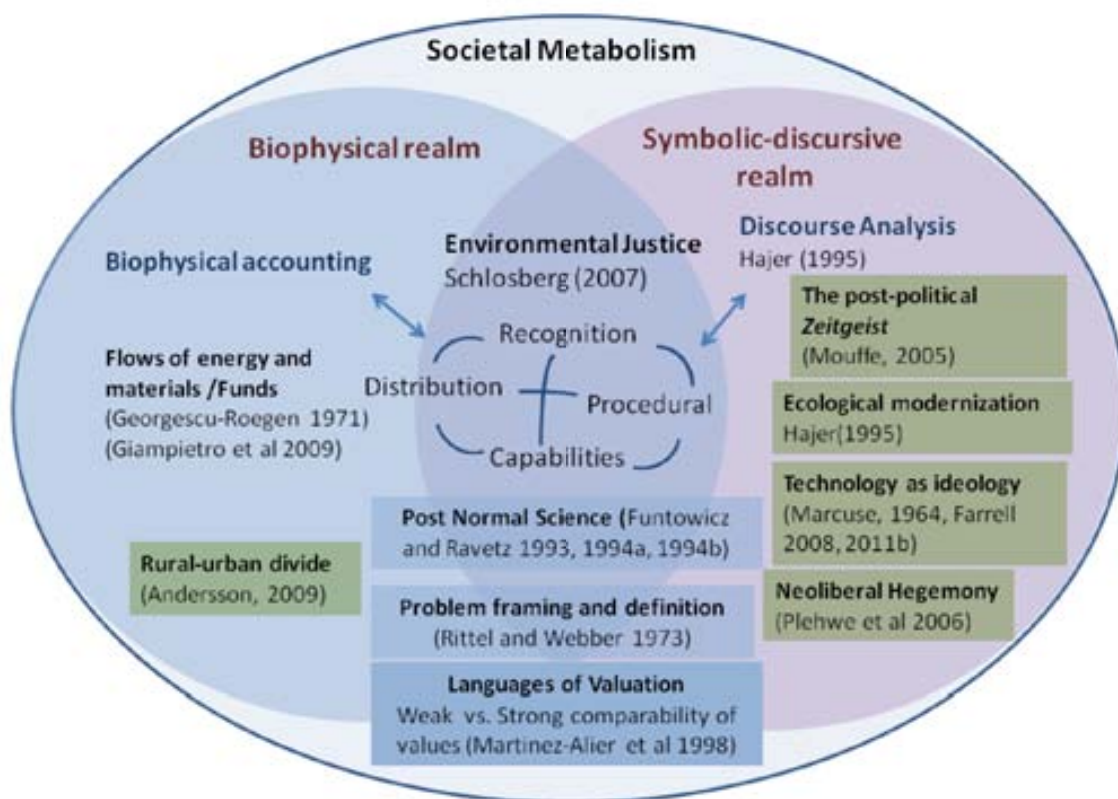 Societal Metabolism
Biophysical realm
Symbolic-discursive
realm
Biophysical accounting
Environmental Justice
Schlosberg (2007)
Discourse Analysis
Hajer (1995)
The post-political
Zeitgeist
(Mouffe, 2005)
Recognition
Distribution
Procedural
Capabilities
Flows of energy and
materials /Funds
(Georgescu-Roegen 1971)
(Giampietro et al 2009)
Ecological modernization
Hajer(1995)
Technology as ideology
(Marcuse, 1964, Farrell
2008, 2011b)
Post Normal Science (Funtowicz
and Ravetz 1993, 1994a, 1994b)
Rural-urban divide
(Andersson, 2009)
Neoliberal Hegemony
(Plehwe et al 2006)
Problem framing and definition
(Rittel and Webber 1973)
Languages of Valuation
Weak vs. Strong comparability of
values (Martinez-Alier et al 1998)